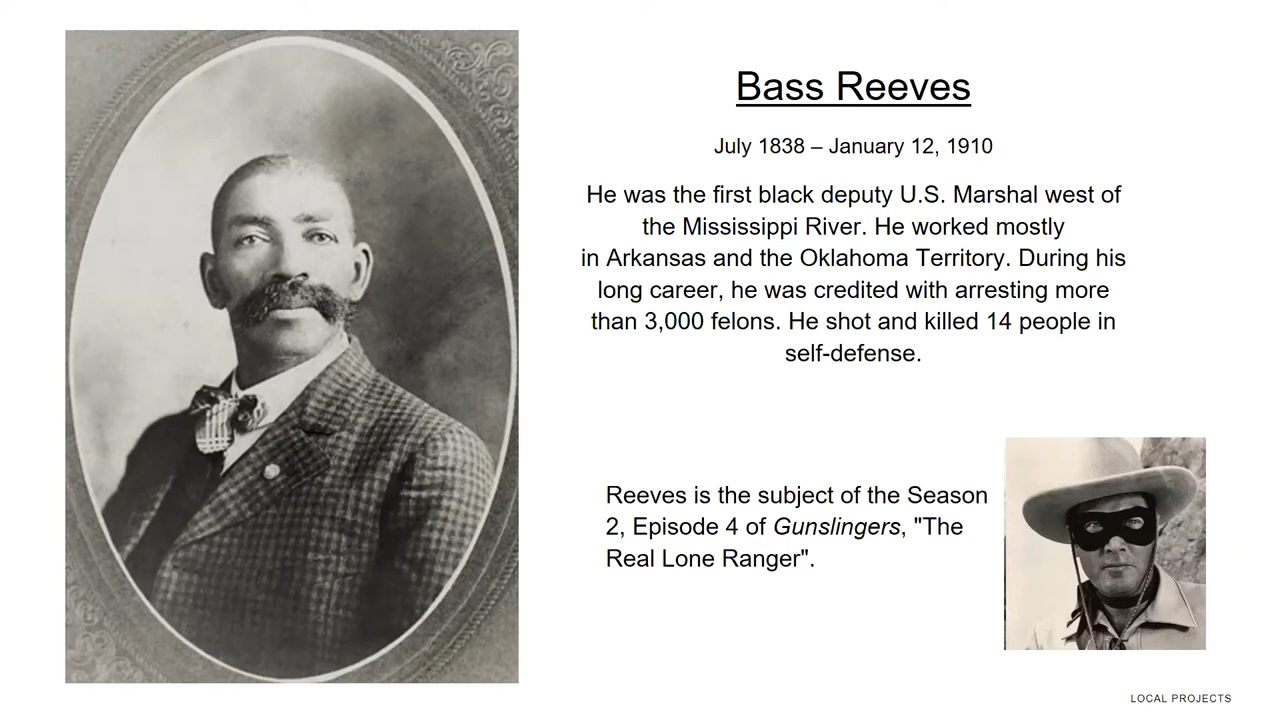 Bass Reeves
July 1838 – January 12, 1910
He was the first black deputy U.S. Marshal west of
the Mississippi River. He worked mostly
in Arkansas and the Oklahoma Territory. During his
long career, he was credited with arresting more
than 3,000 felons. He shot and killed 14 people in
self-defense.
Reeves is the subject of the Season
2, Episode 4 of Gunslingers, "The
Real Lone Ranger".
LOCAL PROJECTS